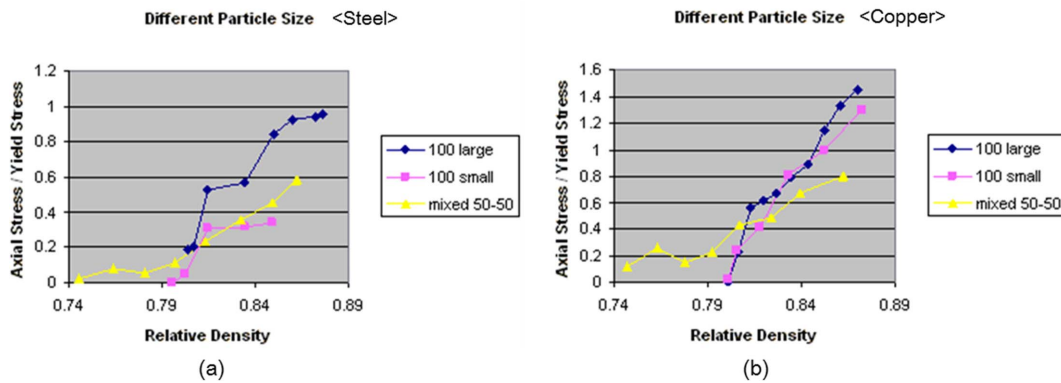 Different Particle Size <Steel>
Axial Stress / Yield Stress
1.2
1
0.8
0.6
0.4
0.2
0
0.74 0.79 0.84 0.89
Relative Density
100 large
100 small
mixed 50-50
(a)
Different Particle Size <Copper>
Axial Stress / Yield Stress
1.6
1.4
1.2
1
0.8
0.6
0.4
0.2
0
0.74 0.79 0.84 0.89
Relative Density
100 large
100 small
mixed 50-50
(b)